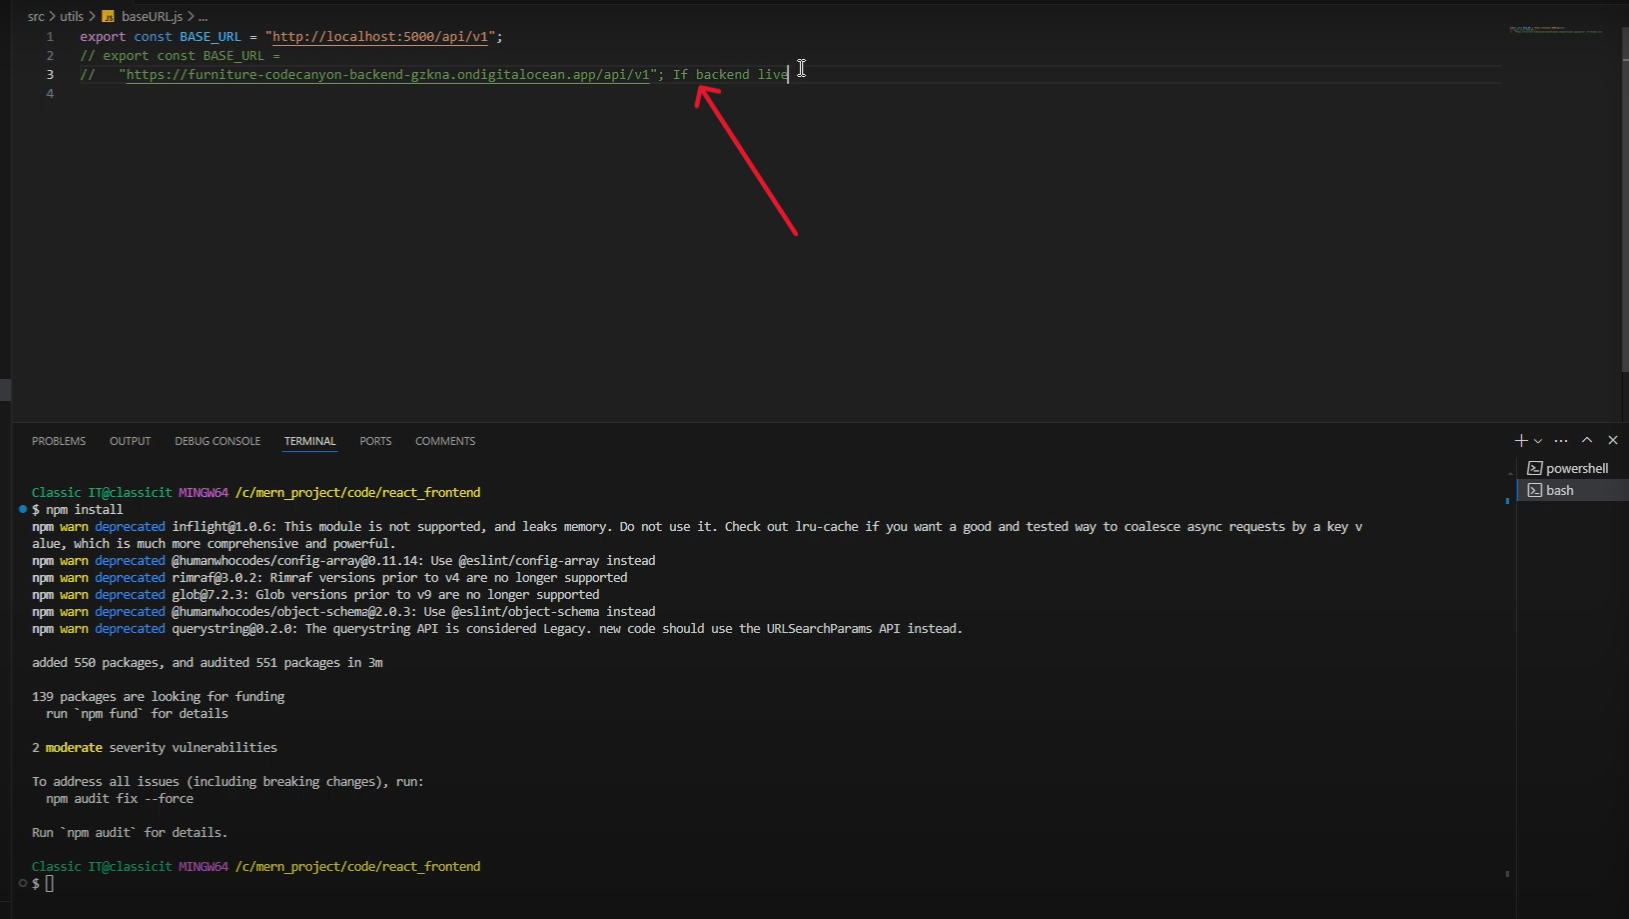 src > utils > JS baseURL.js > ...
1 export const BASE_URL = "http://localhost:5000/api/v1";
2 // export const BASE_URL =
3 //   "https://furniture-codecanyon-backend-gzkna.ondigitalocean.app/api/v1"; If backend live
4
PROBLEMS OUTPUT DEBUG CONSOLE TERMINAL PORTS COMMENTS
powershell
bash
Classic IT@classicit MINGW64 /c/mern_project/code/react_frontend
$ npm install
npm warn deprecated inflight@1.0.6: This module is not supported, and leaks memory. Do not use it. Check out lru-cache if you want a good and tested way to coalesce async requests by a key v
alue, which is much more comprehensive and powerful.
npm warn deprecated @humanwhocodes/config-array@0.11.14: Use @eslint/config-array instead
npm warn deprecated rimraf@3.0.2: Rimraf versions prior to v4 are no longer supported
npm warn deprecated glob@7.2.3: Glob versions prior to v9 are no longer supported
npm warn deprecated @humanwhocodes/object-schema@2.0.3: Use @eslint/object-schema instead
npm warn deprecated querystring@0.2.0: The querystring API is considered Legacy. new code should use the URLSearchParams API instead.
added 550 packages, and audited 551 packages in 3m
139 packages are looking for funding
  run `npm fund` for details
2 moderate severity vulnerabilities
To address all issues (including breaking changes), run:
  npm audit fix --force
Run `npm audit` for details.
Classic IT@classicit MINGW64 /c/mern_project/code/react_frontend
$